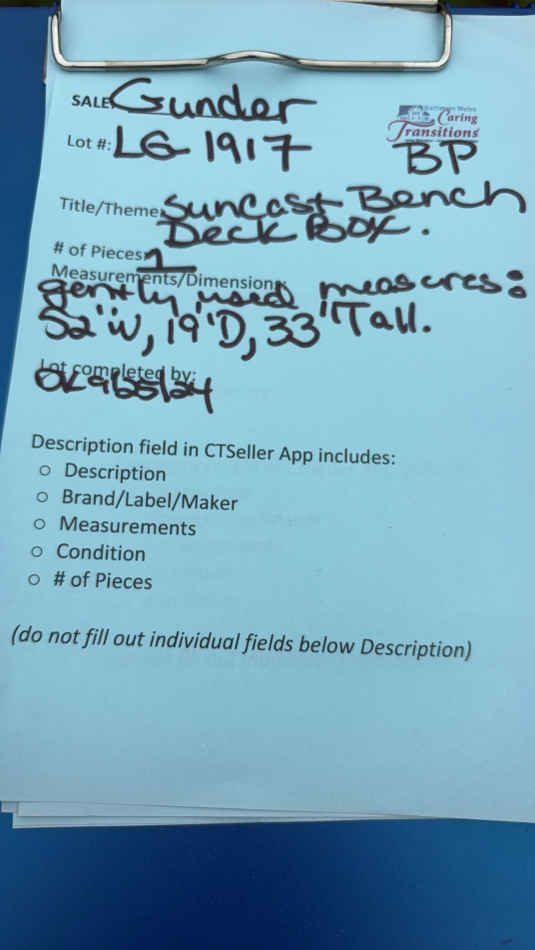 SALE Gunder
Caring
Transitions
Lot #: LG 1917
BP
Title/Theme: Suncast Bench
Deck Box.
# of Pieces: 1
Measurements/Dimensions
gently used measures:
52"W, 19"D, 33"Tall.
Lot completed by:
Description field in CTSeller App includes:
○ Description
○ Brand/Label/Maker
○ Measurements
○ Condition
○ # of Pieces
(do not fill out individual fields below Description)